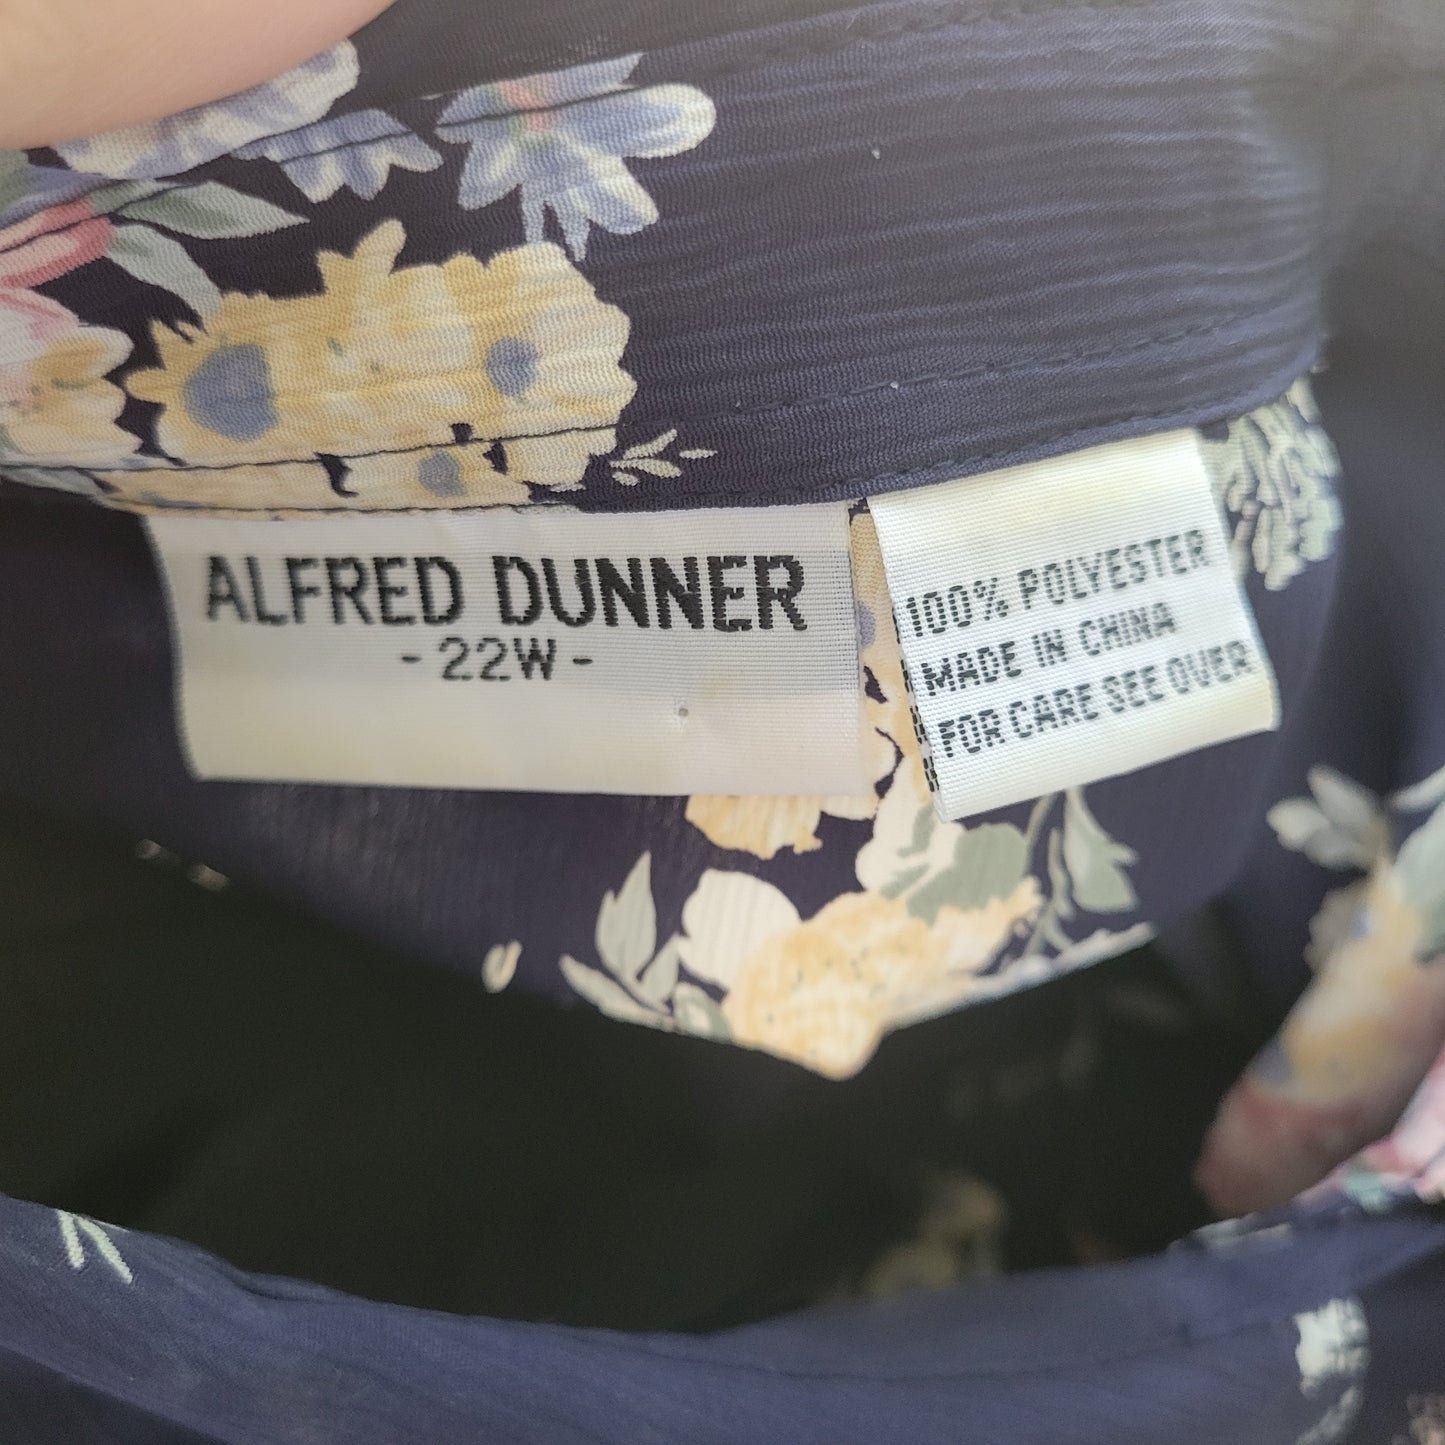 ALFRED DUNNER
-22W-
100% POLYESTER
MADE IN CHINA
FOR CARE SEE OVER